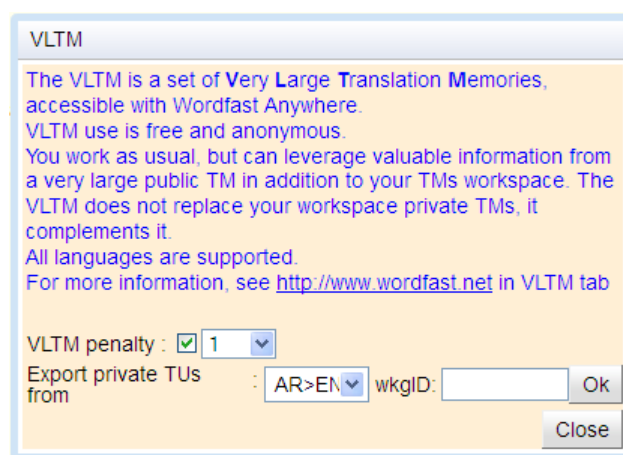 VLTM
The VLTM is a set of Very Large Translation Memories,
accessible with Wordfast Anywhere.
VLTM use is free and anonymous.
You work as usual, but can leverage valuable information from
a very large public TM in addition to your TMs workspace. The
VLTM does not replace your workspace private TMs, it
complements it.
All languages are supported.
For more information, see http://www.wordfast.net in VLTM tab
VLTM penalty : 1
Export private TUs
from : AR>EN wkgID: Ok
Close